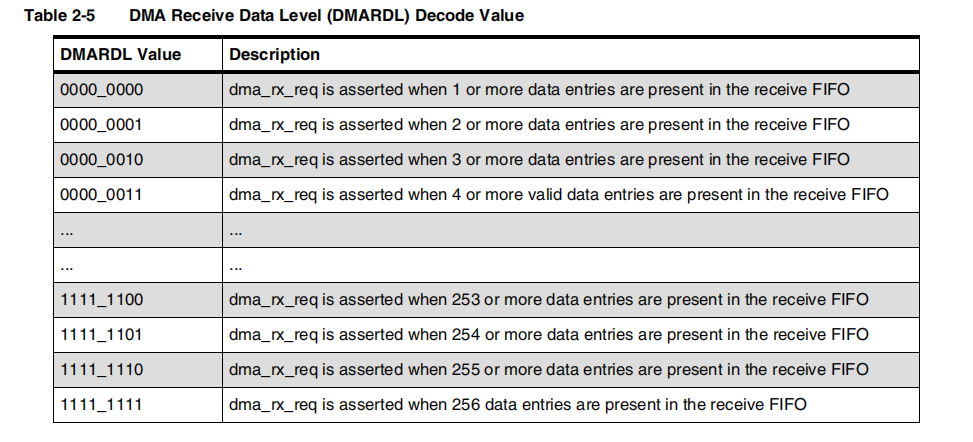 Table 2-5 DMA Receive Data Level (DMARDL) Decode Value
DMARDL Value Description
0000_0000 dma_rx_req is asserted when 1 or more data entries are present in the receive FIFO
0000_0001 dma_rx_req is asserted when 2 or more data entries are present in the receive FIFO
0000_0010 dma_rx_req is asserted when 3 or more data entries are present in the receive FIFO
0000_0011 dma_rx_req is asserted when 4 or more valid data entries are present in the receive FIFO
... ...
... ...
1111_1100 dma_rx_req is asserted when 253 or more data entries are present in the receive FIFO
1111_1101 dma_rx_req is asserted when 254 or more data entries are present in the receive FIFO
1111_1110 dma_rx_req is asserted when 255 or more data entries are present in the receive FIFO
1111_1111 dma_rx_req is asserted when 256 data entries are present in the receive FIFO